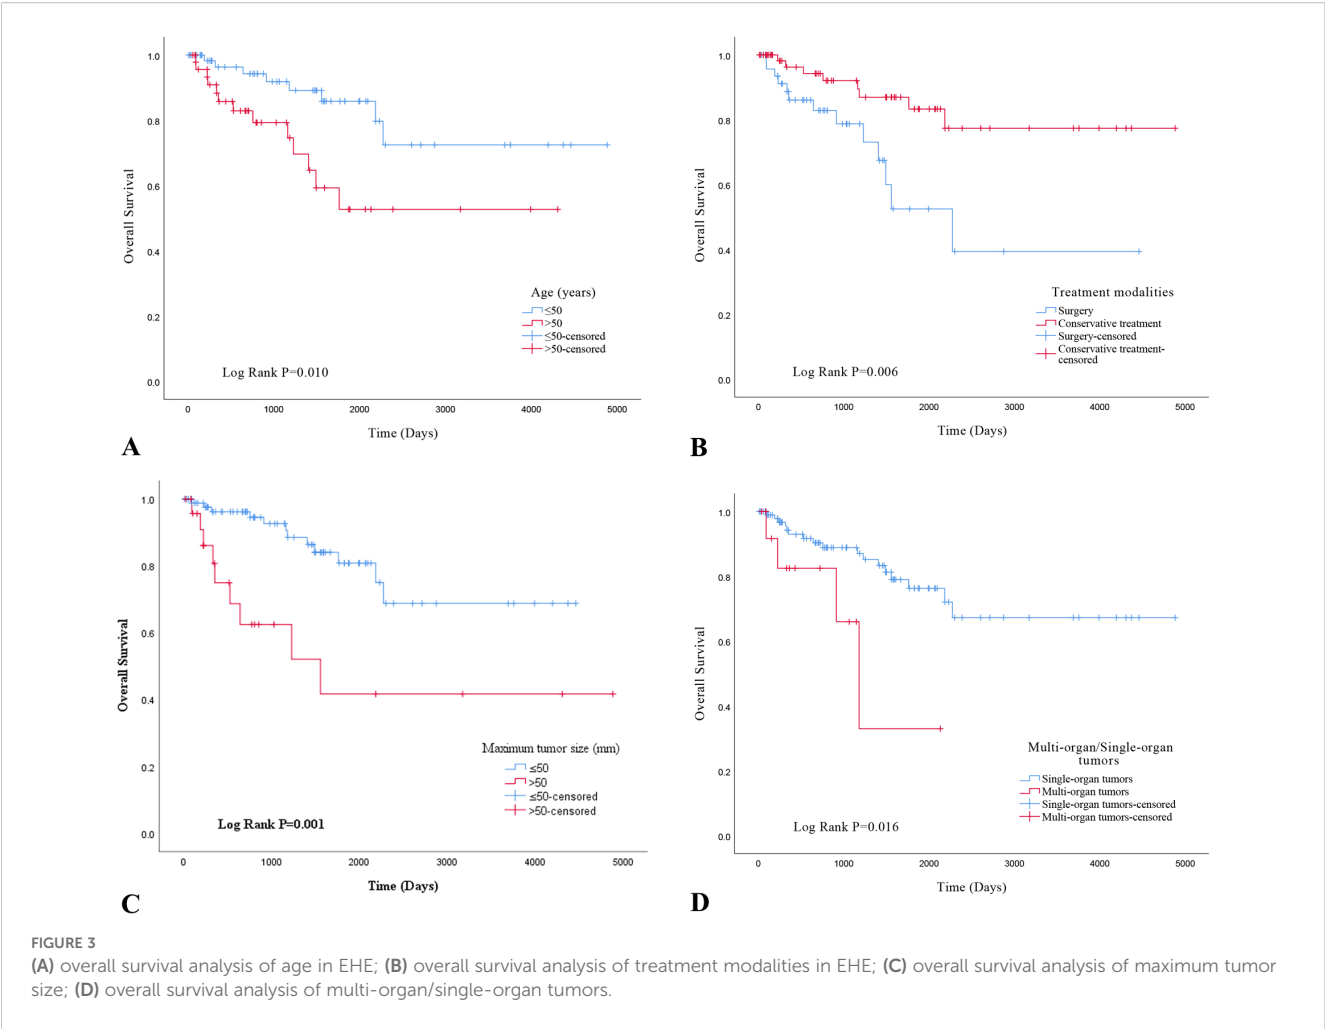 1.0
0.8
0.6
0.4
0.2
0.0
Overall Survival
Age (years)
≤50
>50
≤50-censored
>50-censored
Log Rank P=0.010
0 1000 2000 3000 4000 5000
Time (Days)
A
1.0
0.8
0.6
0.4
0.2
0.0
Overall Survival
Treatment modalities
Surgery
Conservative treatment
Surgery-censored
Conservative treatment-
censored
Log Rank P=0.006
0 1000 2000 3000 4000 5000
Time (Days)
B
1.0
0.8
0.6
0.4
0.2
0.0
Overall Survival
Maximum tumor size (mm)
≤50
>50
≤50-censored
>50-censored
Log Rank P=0.001
0 1000 2000 3000 4000 5000
Time (Days)
C
1.0
0.8
0.6
0.4
0.2
0.0
Overall Survival
Multi-organ/Single-organ
tumors
Single-organ tumors
Multi-organ tumors
Single-organ tumors-censored
Multi-organ tumors-censored
Log Rank P=0.016
0 1000 2000 3000 4000 5000
Time (Days)
D
FIGURE 3
(A) overall survival analysis of age in EHE; (B) overall survival analysis of treatment modalities in EHE; (C) overall survival analysis of maximum tumor
size; (D) overall survival analysis of multi-organ/single-organ tumors.